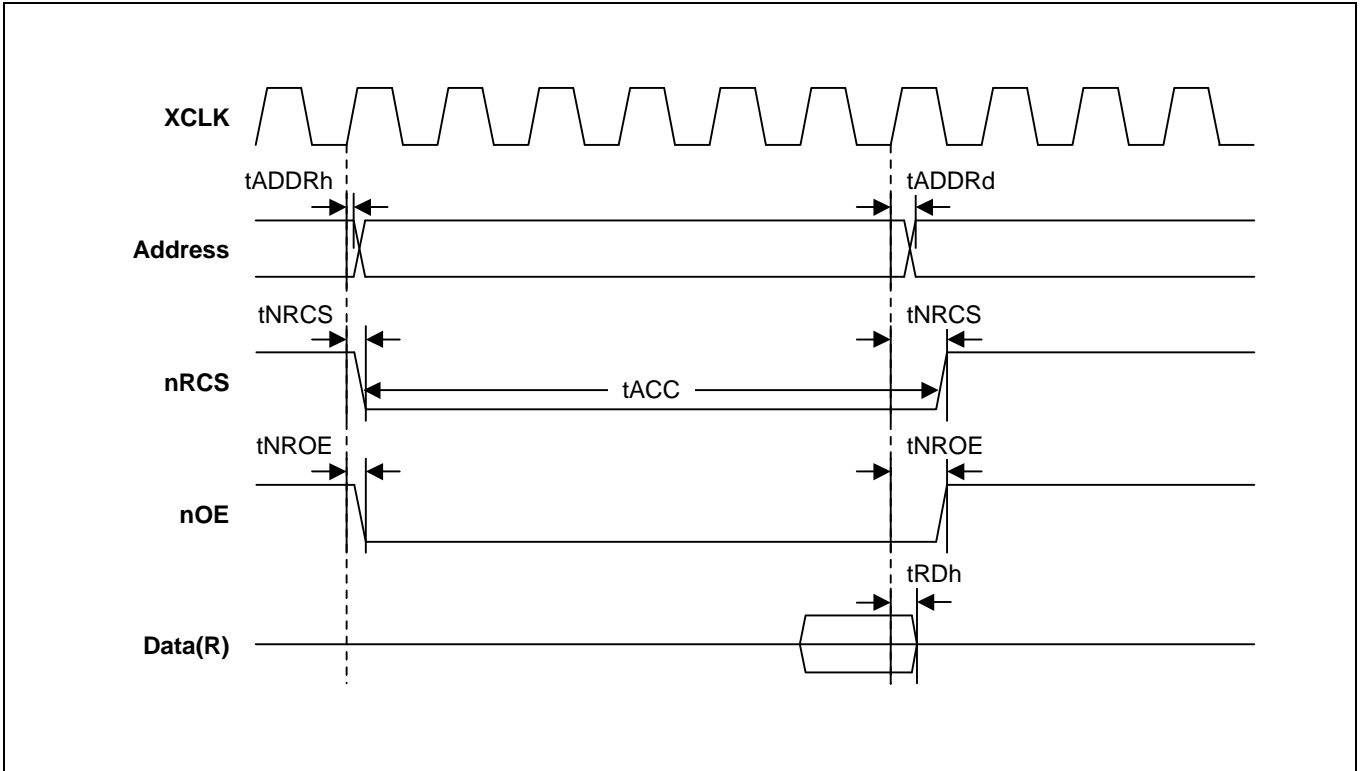 XCLK
tADDRh tADDRd
Address
tNRCS tNRCS
nRCS
tACC
tNROE tNROE
nOE
tRDh
Data(R)